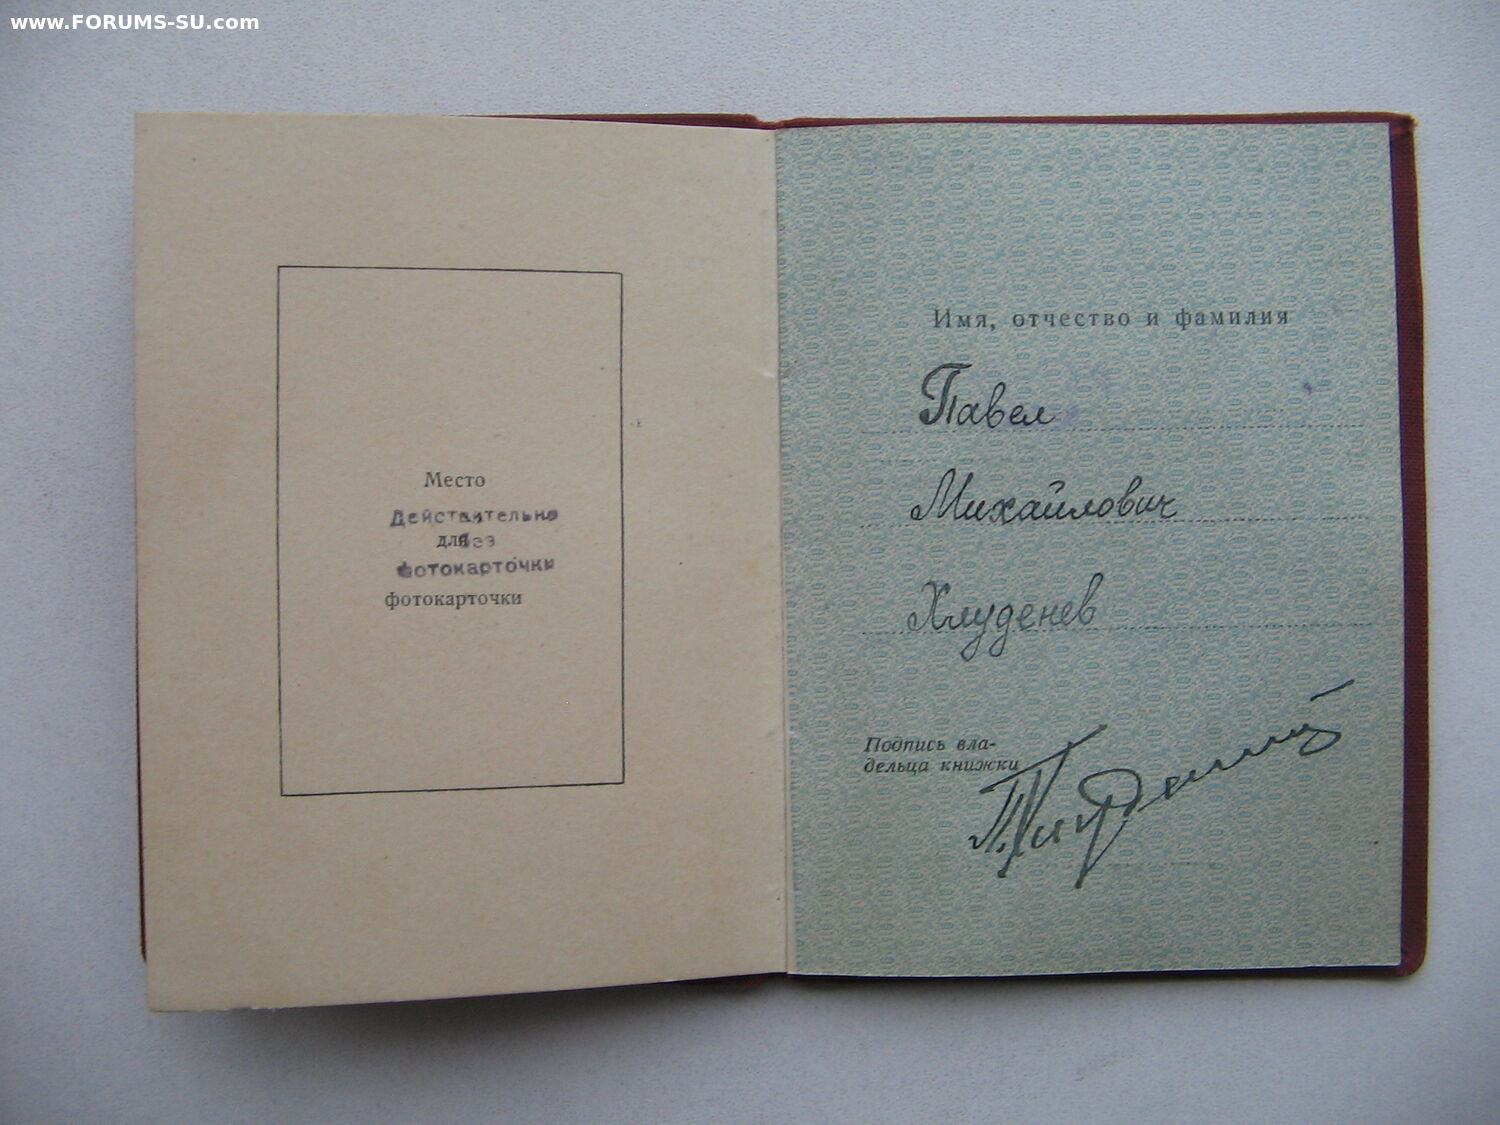 www.FORUMS-SU.com
Место
Действительно
для без
фотокарточки
фотокарточки
Имя, отчество и фамилия
Павел
Михайлович
Хлуденев
Подпись вла-
дельца книжки